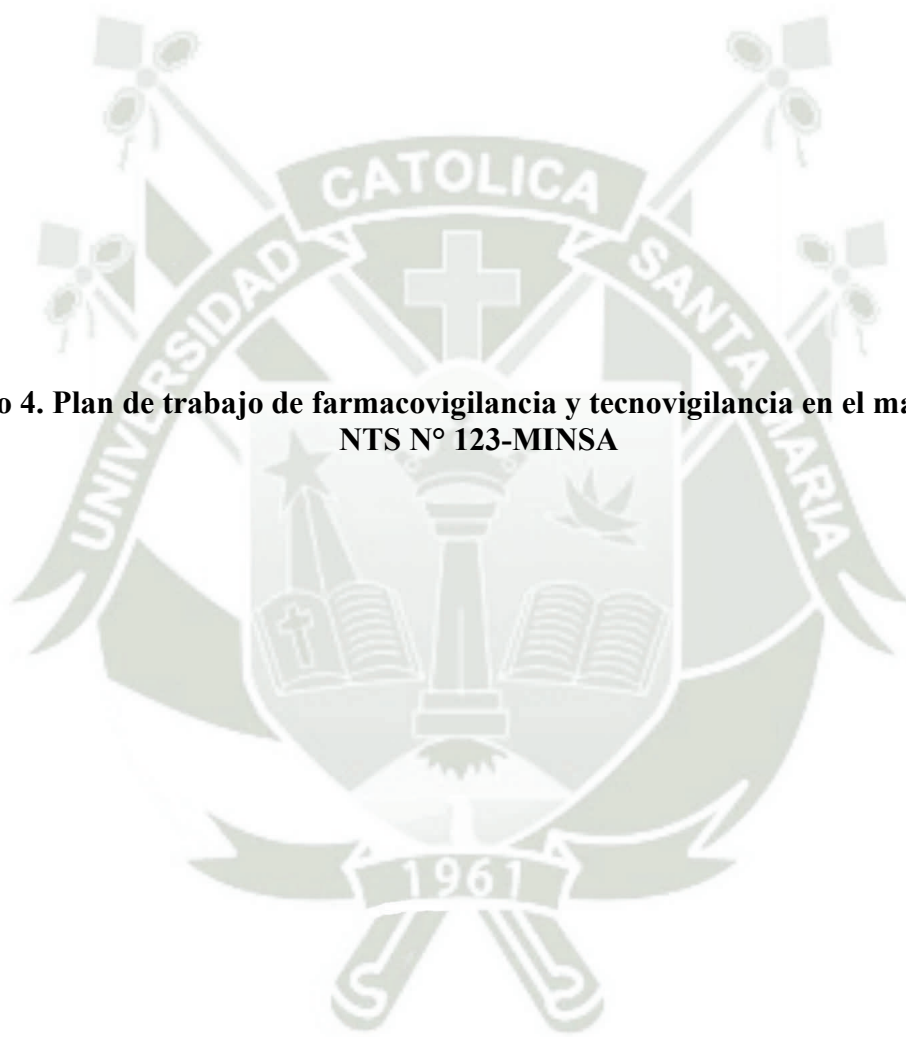 CATOLICA
UNIVERSIDAD
SANTA MARIA
o 4. Plan de trabajo de farmacovigilancia y tecnovigilancia en el ma
NTS N° 123-MINSA
1961